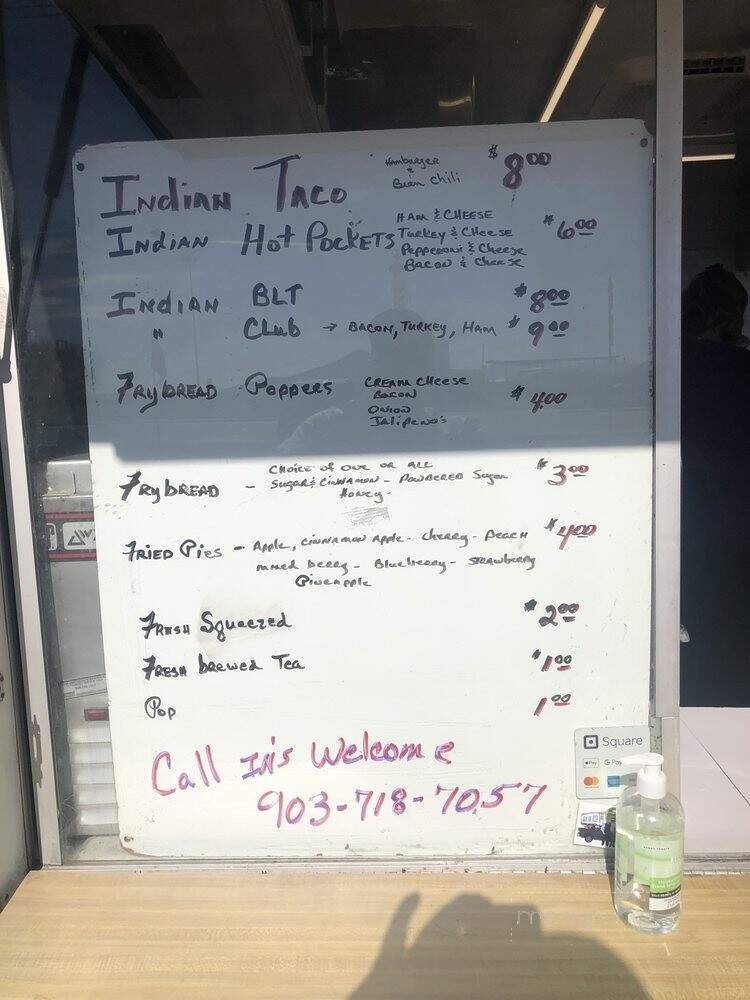 Indian Taco Hamburger & Bean Chili $8.00
Indian Hot Pockets Ham & Cheese $6.00
Turkey & Cheese
Pepperoni & Cheese
Bacon & Cheese
Indian BLT $8.00
" Club → Bacon, Turkey, Ham $9.00
Frybread Poppers Cream Cheese $4.00
Bacon
Onion
Jalipeno's
Frybread - Choice of one or all $3.00
Sugar & Cinnamon - Powdered Sugar
Honey -
Fried Pies - Apple, Cinnamon Apple - Cherry - Peach $4.00
mixed berry - Blueberry - Strawberry
Pineapple
Fresh Squeezed $2.00
Fresh brewed Tea $1.00
Pop 1.00
Call In's Welcome
903-718-7057
Square
Pay G Pay